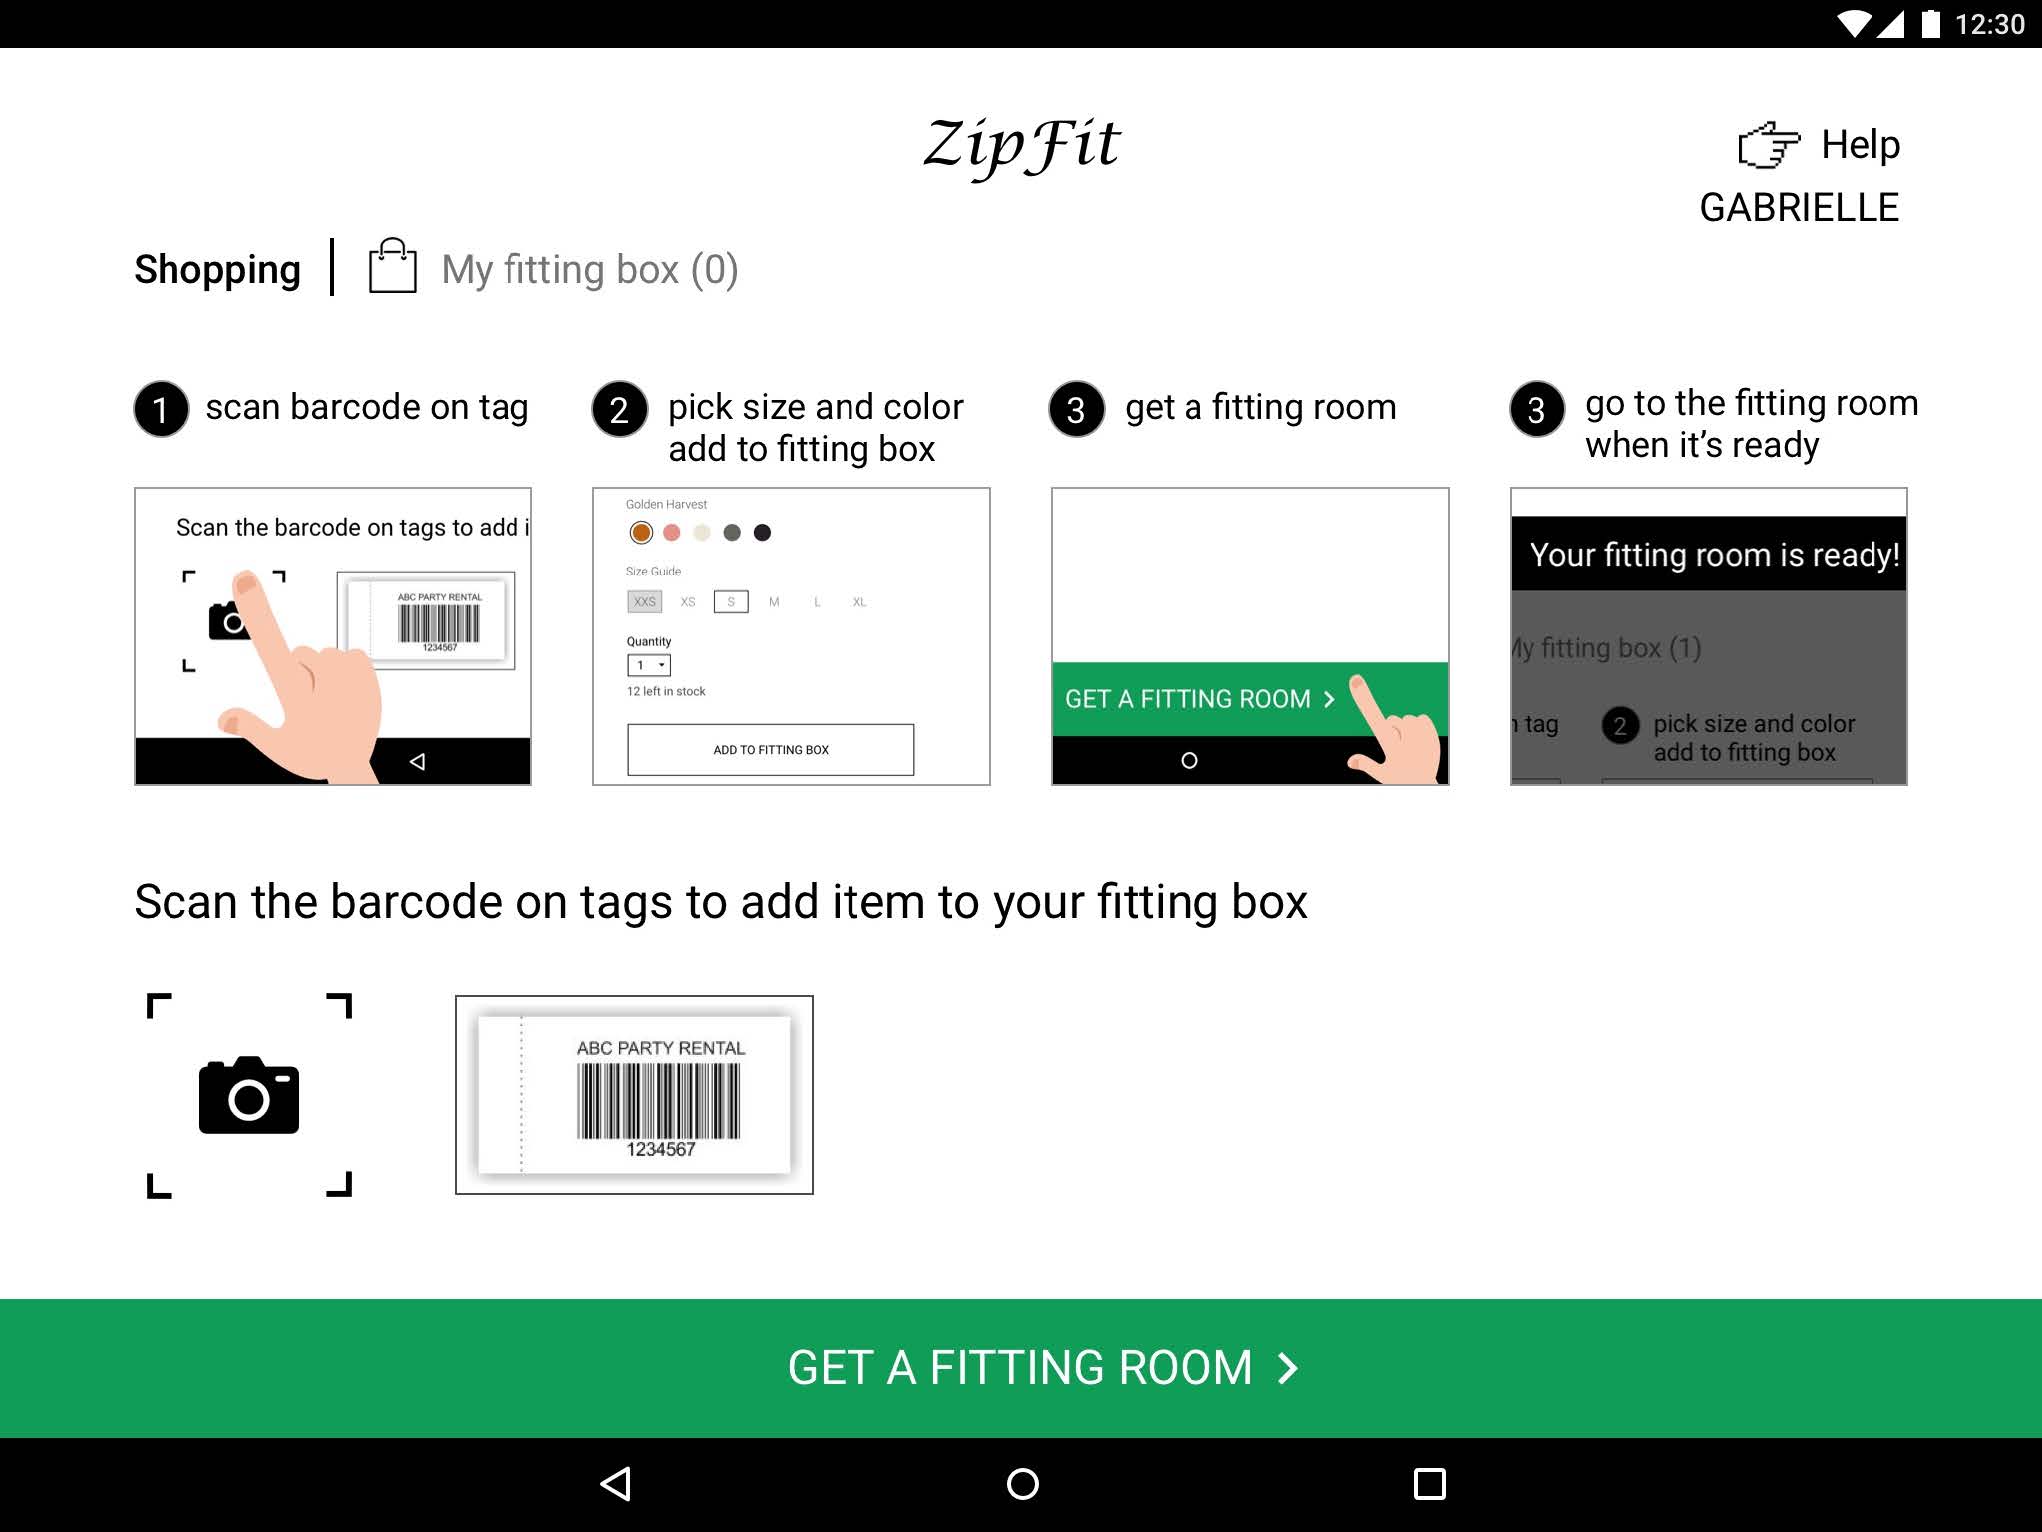 12:30
ZipFit
Help
GABRIELLE
Shopping
My fitting box (0)
1 scan barcode on tag
2 pick size and color
add to fitting box
3 get a fitting room
3 go to the fitting room
when it's ready
Scan the barcode on tags to add i
ABC PARTY RENTAL
1234567
Golden Harvest
Size Guide
XXS XS S M L XL
Quantity
1
12 left in stock
ADD TO FITTING BOX
GET A FITTING ROOM
Your fitting room is ready!
My fitting box (1)
n tag
2 pick size and color
add to fitting box
Scan the barcode on tags to add item to your fitting box
ABC PARTY RENTAL
1234567
GET A FITTING ROOM